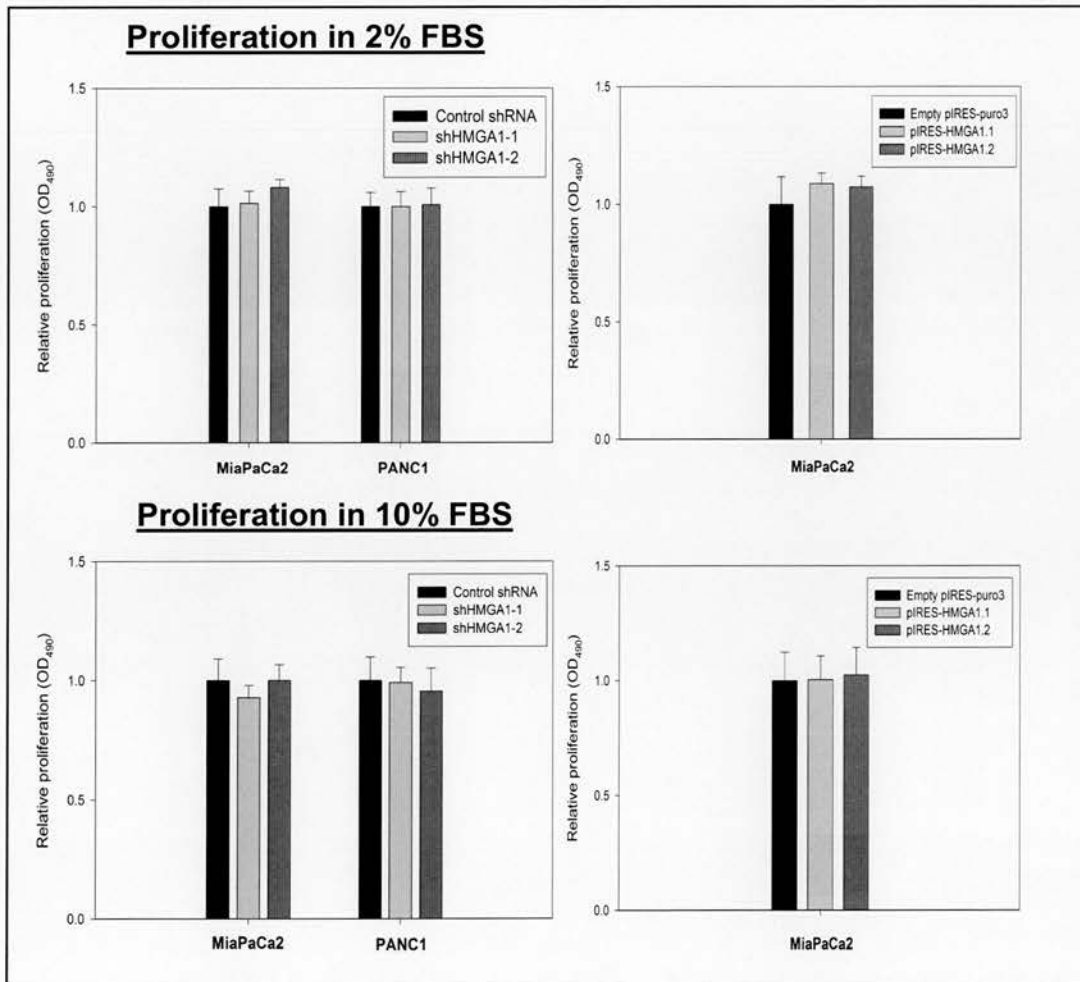 Proliferation in 2% FBS
1.5
1.0
0.5
0.0
Relative proliferation (OD490)
Control shRNA
shHMGA1-1
shHMGA1-2
MiaPaCa2 PANC1
1.5
1.0
0.5
0.0
Relative proliferation (OD490)
Empty pIRES-puro3
pIRES-HMGA1.1
pIRES-HMGA1.2
MiaPaCa2
Proliferation in 10% FBS
1.5
1.0
0.5
0.0
Relative proliferation (OD490)
Control shRNA
shHMGA1-1
shHMGA1-2
MiaPaCa2 PANC1
1.5
1.0
0.5
0.0
Relative proliferation (OD490)
Empty pIRES-puro3
pIRES-HMGA1.1
pIRES-HMGA1.2
MiaPaCa2